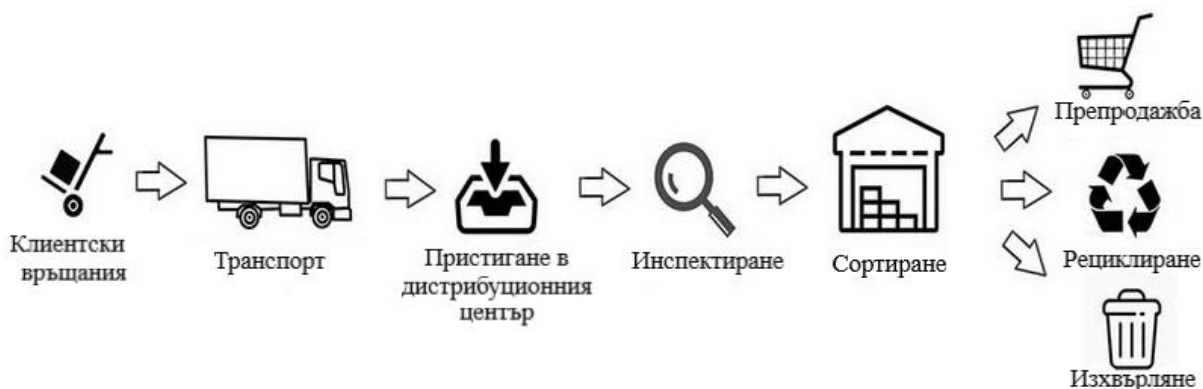 Клиентски
връщания
Транспорт
Пристигане в
дистрибуционния
център
Инспектиране
Сортиране
Препродажба
Рециклиране
Изхвърляне